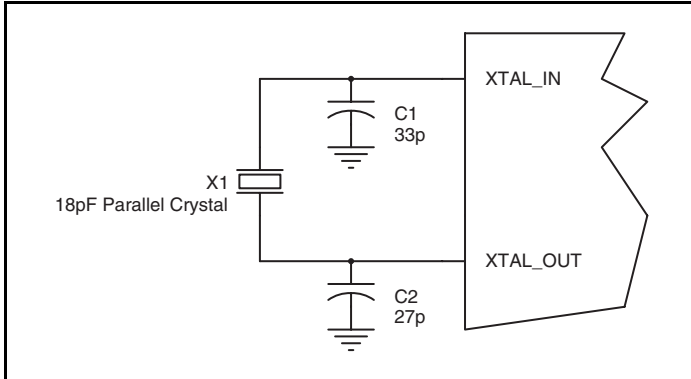 XTAL_IN
C1
33p
X1
18pF Parallel Crystal
XTAL_OUT
C2
27p